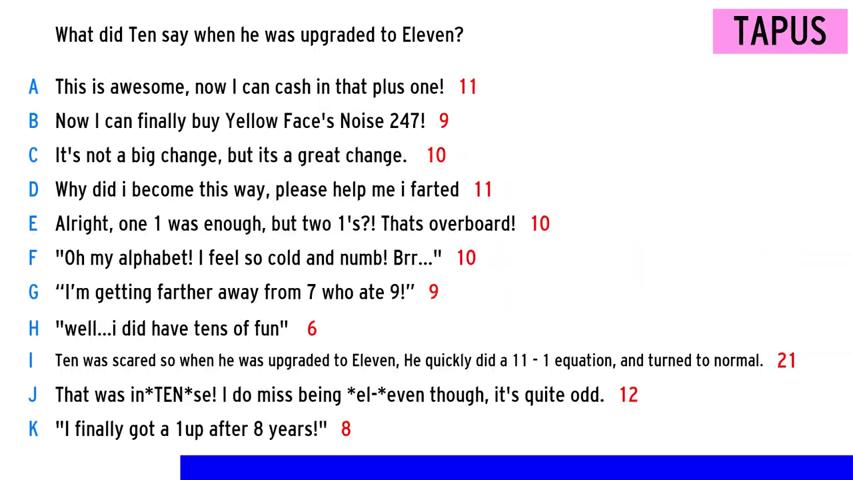 What did Ten say when he was upgraded to Eleven?
TAPUS
A This is awesome, now I can cash in that plus one! 11
B Now I can finally buy Yellow Face's Noise 247! 9
C It's not a big change, but its a great change. 10
D Why did i become this way, please help me i farted 11
E Alright, one 1 was enough, but two 1's?! Thats overboard! 10
F "Oh my alphabet! I feel so cold and numb! Brr..." 10
G “I’m getting farther away from 7 who ate 9!” 9
H "well...i did have tens of fun" 6
I Ten was scared so when he was upgraded to Eleven, He quickly did a 11 - 1 equation, and turned to normal. 21
J That was in*TEN*se! I do miss being *el-*even though, it's quite odd. 12
K "I finally got a 1up after 8 years!" 8